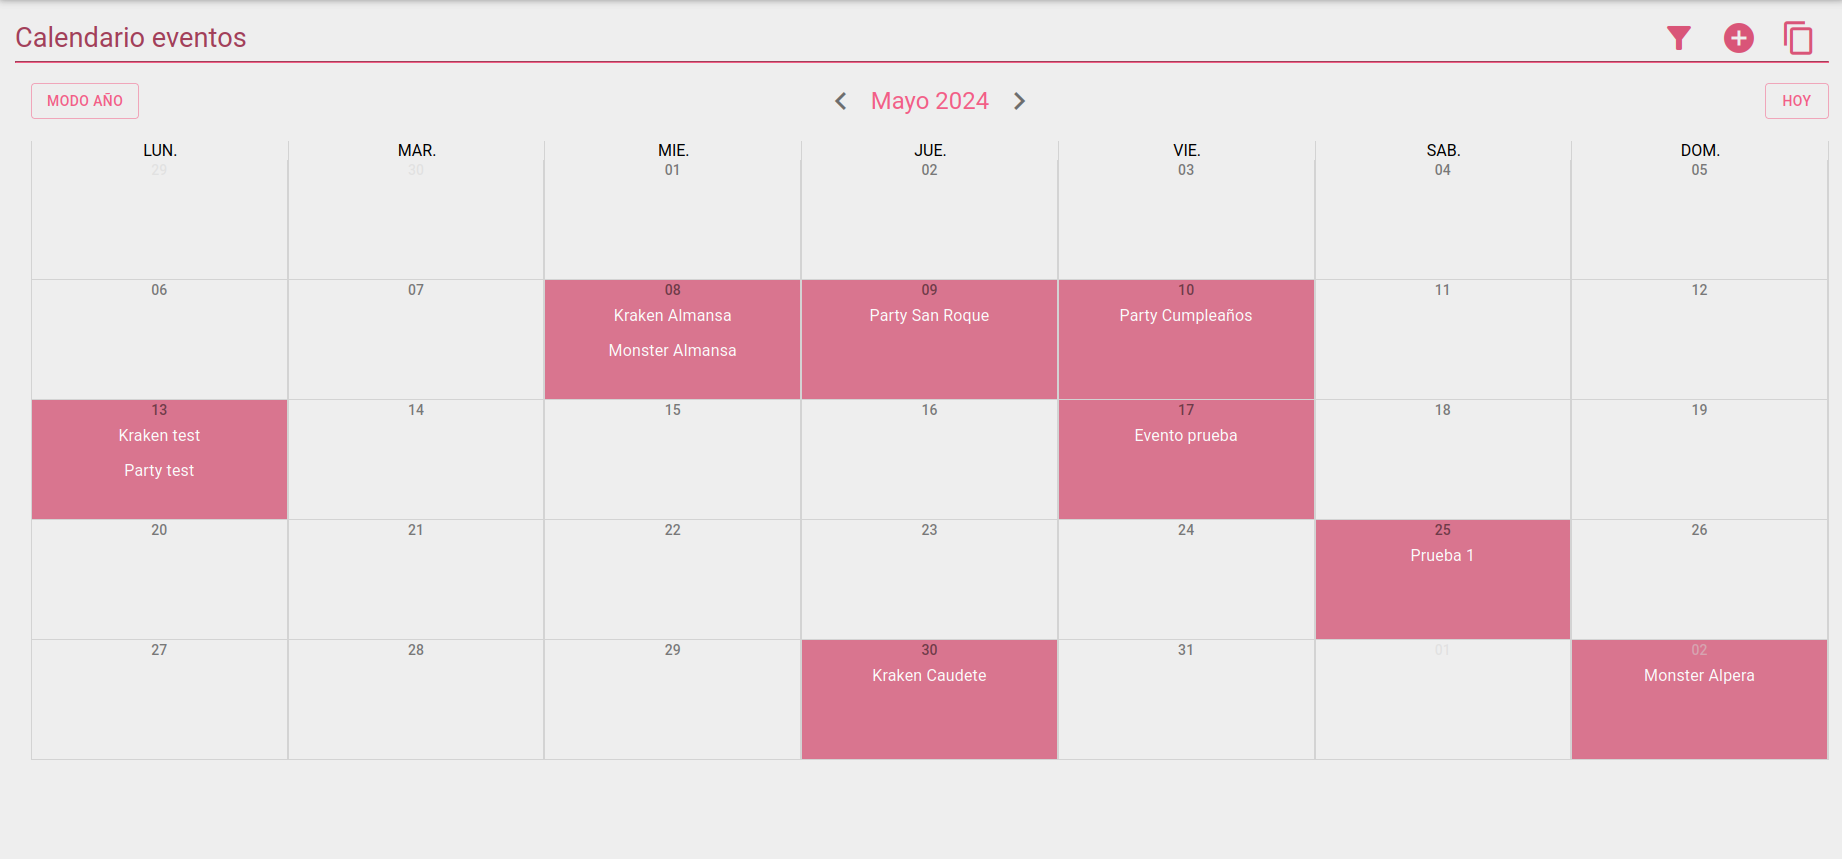 Calendario eventos
MODO AÑO
Mayo 2024
HOY
LUN. MAR. MIE. JUE. VIE. SAB. DOM.
29 30 01 02 03 04 05
06 07 08 09 10 11 12
Kraken Almansa Party San Roque Party Cumpleaños
Monster Almansa
13 14 15 16 17 18 19
Kraken test Evento prueba
Party test
20 21 22 23 24 25 26
Prueba 1
27 28 29 30 31 01 02
Kraken Caudete Monster Alpera